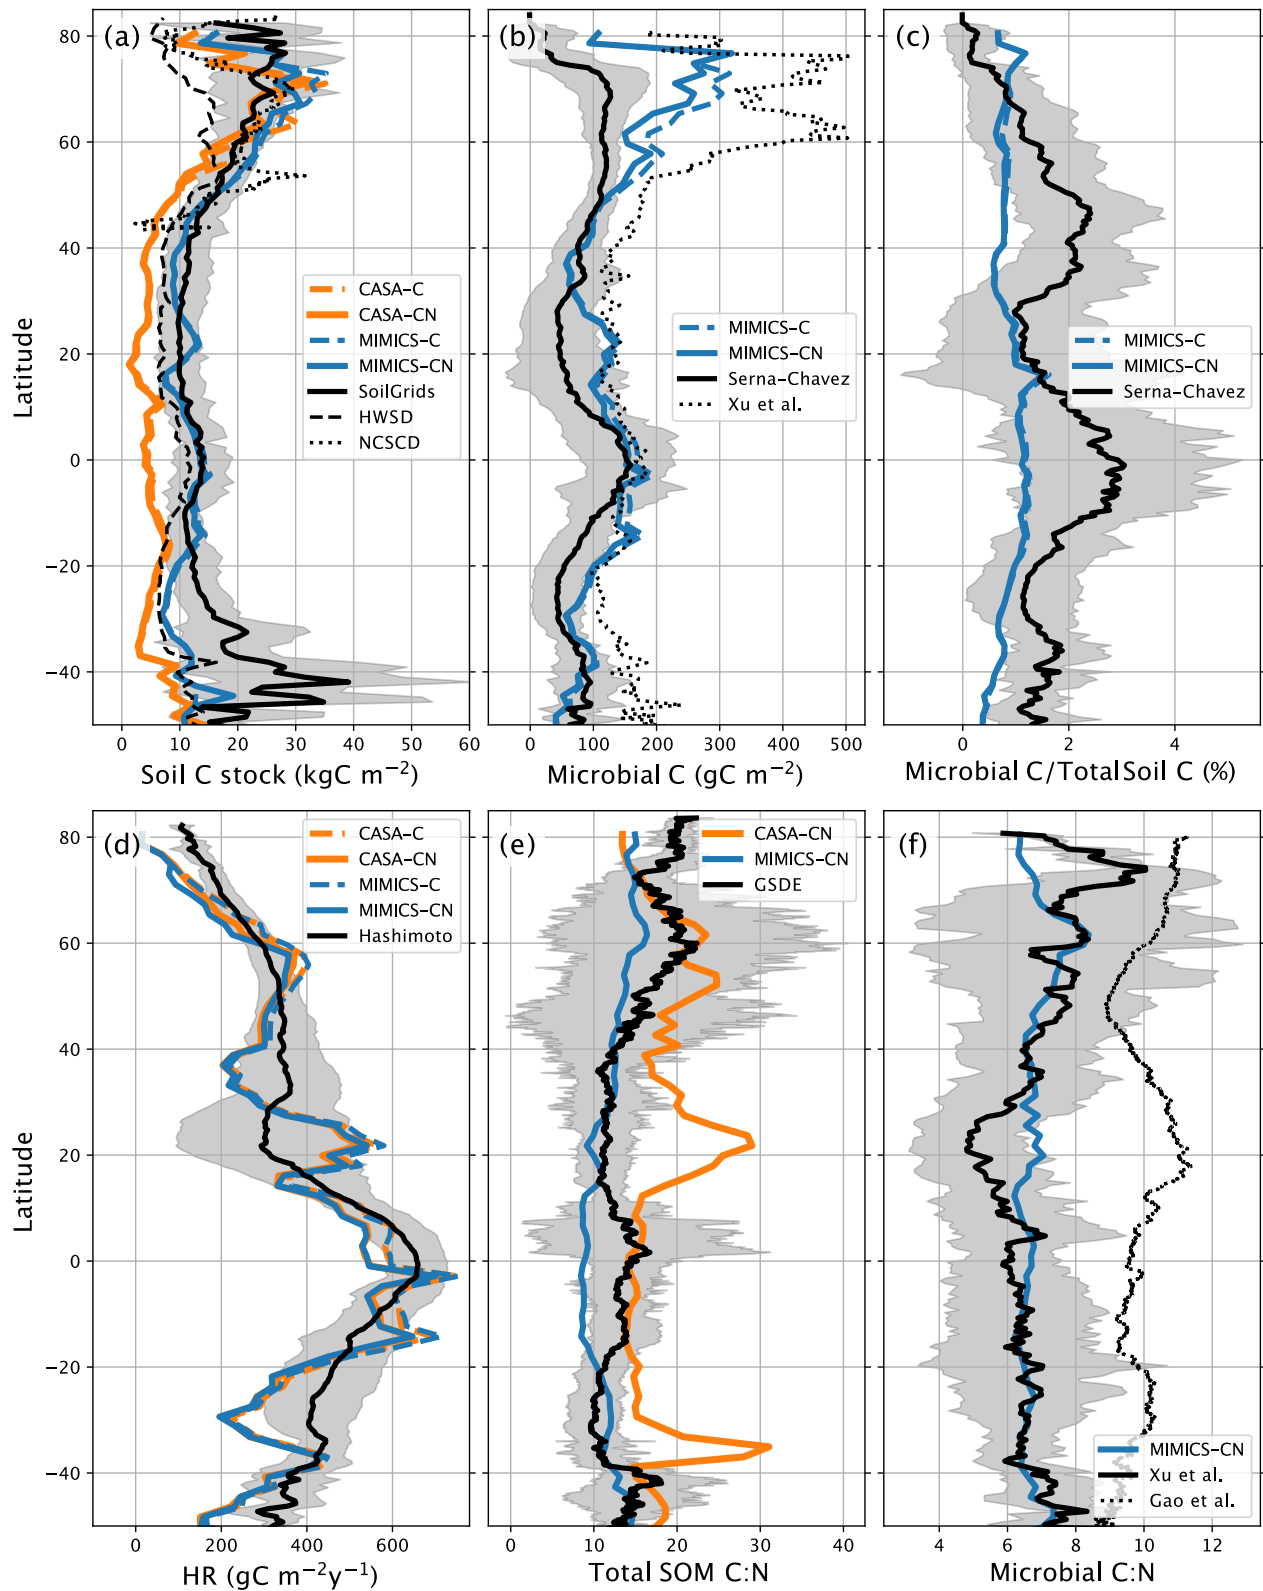 (a)
80
60
40
20
0
−20
−40
Latitude
CASA-C
CASA-CN
MIMICS-C
MIMICS-CN
SoilGrids
HWSD
NCSCD
0 10 20 30 40 50 60
Soil C stock (kgC m⁻²)
(b)
MIMICS-C
MIMICS-CN
Serna-Chavez
Xu et al.
0 100 200 300 400 500
Microbial C (gC m⁻²)
(c)
MIMICS-C
MIMICS-CN
Serna-Chavez
0 2 4
Microbial C/Total Soil C (%)
(d)
80
60
40
20
0
−20
−40
Latitude
CASA-C
CASA-CN
MIMICS-C
MIMICS-CN
Hashimoto
0 200 400 600
HR (gC m⁻²y⁻¹)
(e)
CASA-CN
MIMICS-CN
GSDE
0 10 20 30 40
Total SOM C:N
(f)
MIMICS-CN
Xu et al.
Gao et al.
4 6 8 10 12
Microbial C:N